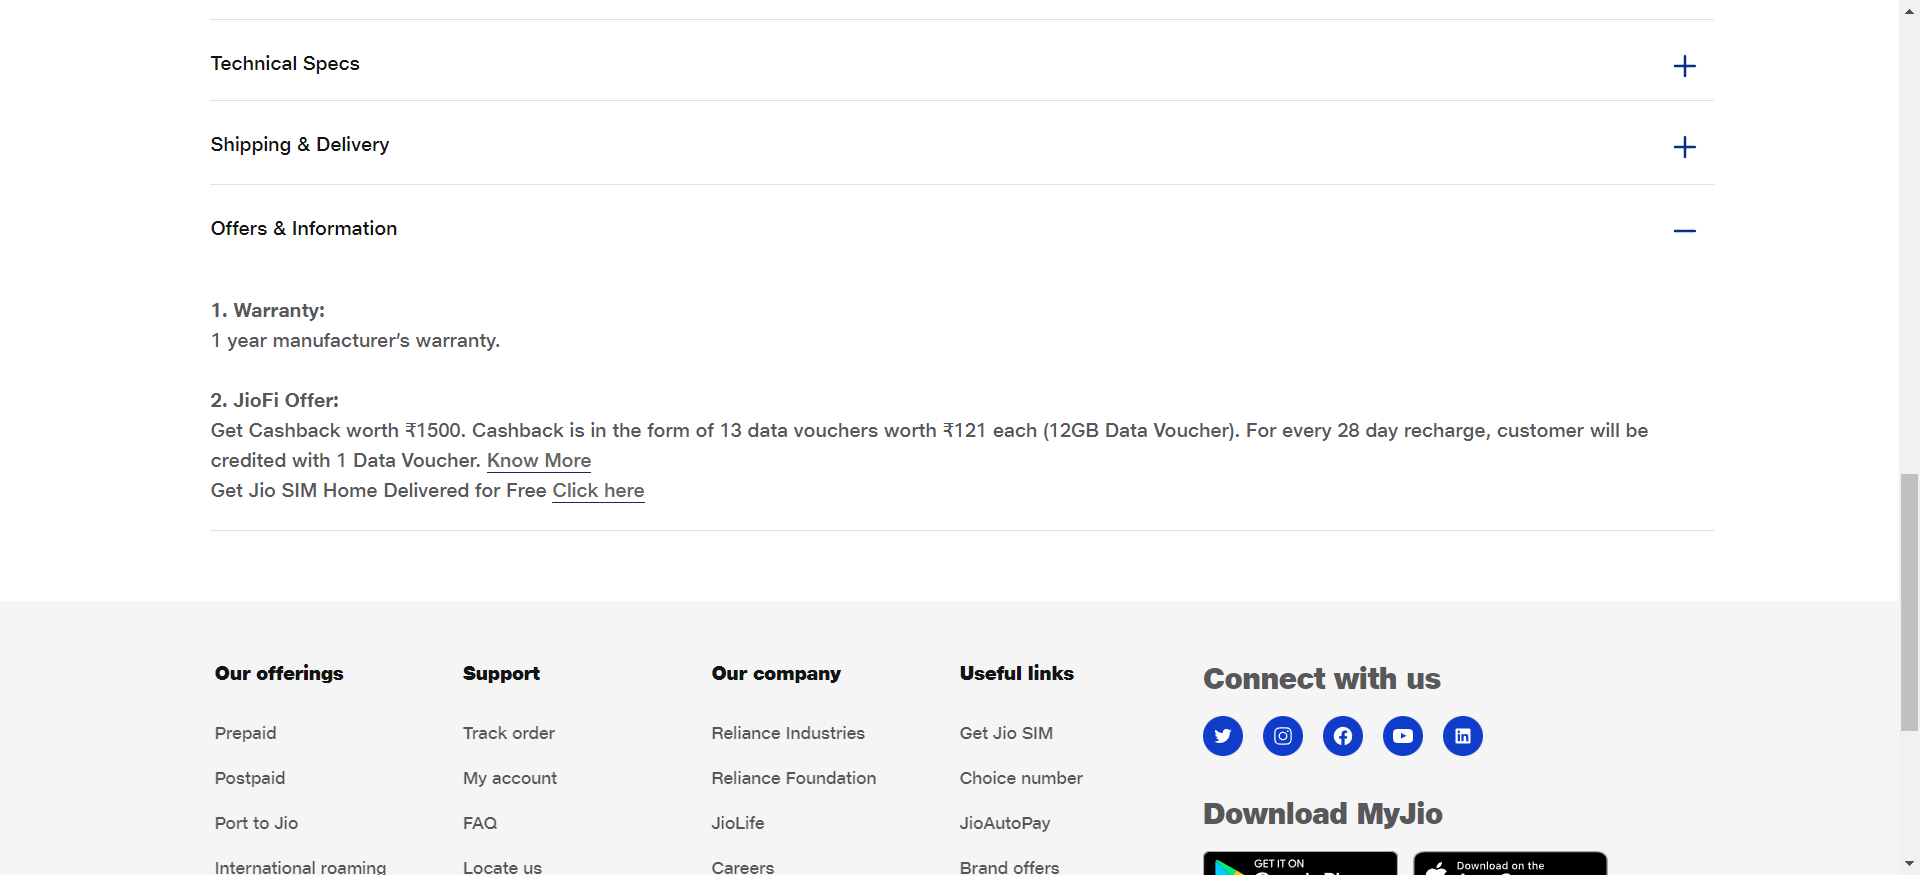 Technical Specs
Shipping & Delivery
Offers & Information
1. Warranty:
1 year manufacturer’s warranty.
2. JioFi Offer:
Get Cashback worth ₹1500. Cashback is in the form of 13 data vouchers worth ₹121 each (12GB Data Voucher). For every 28 day recharge, customer will be
credited with 1 Data Voucher. Know More
Get Jio SIM Home Delivered for Free Click here
Our offerings
Prepaid
Postpaid
Port to Jio
International roaming
Support
Track order
My account
FAQ
Locate us
Our company
Reliance Industries
Reliance Foundation
JioLife
Careers
Useful links
Get Jio SIM
Choice number
JioAutoPay
Brand offers
Connect with us
Download MyJio
GET IT ON
Download on the